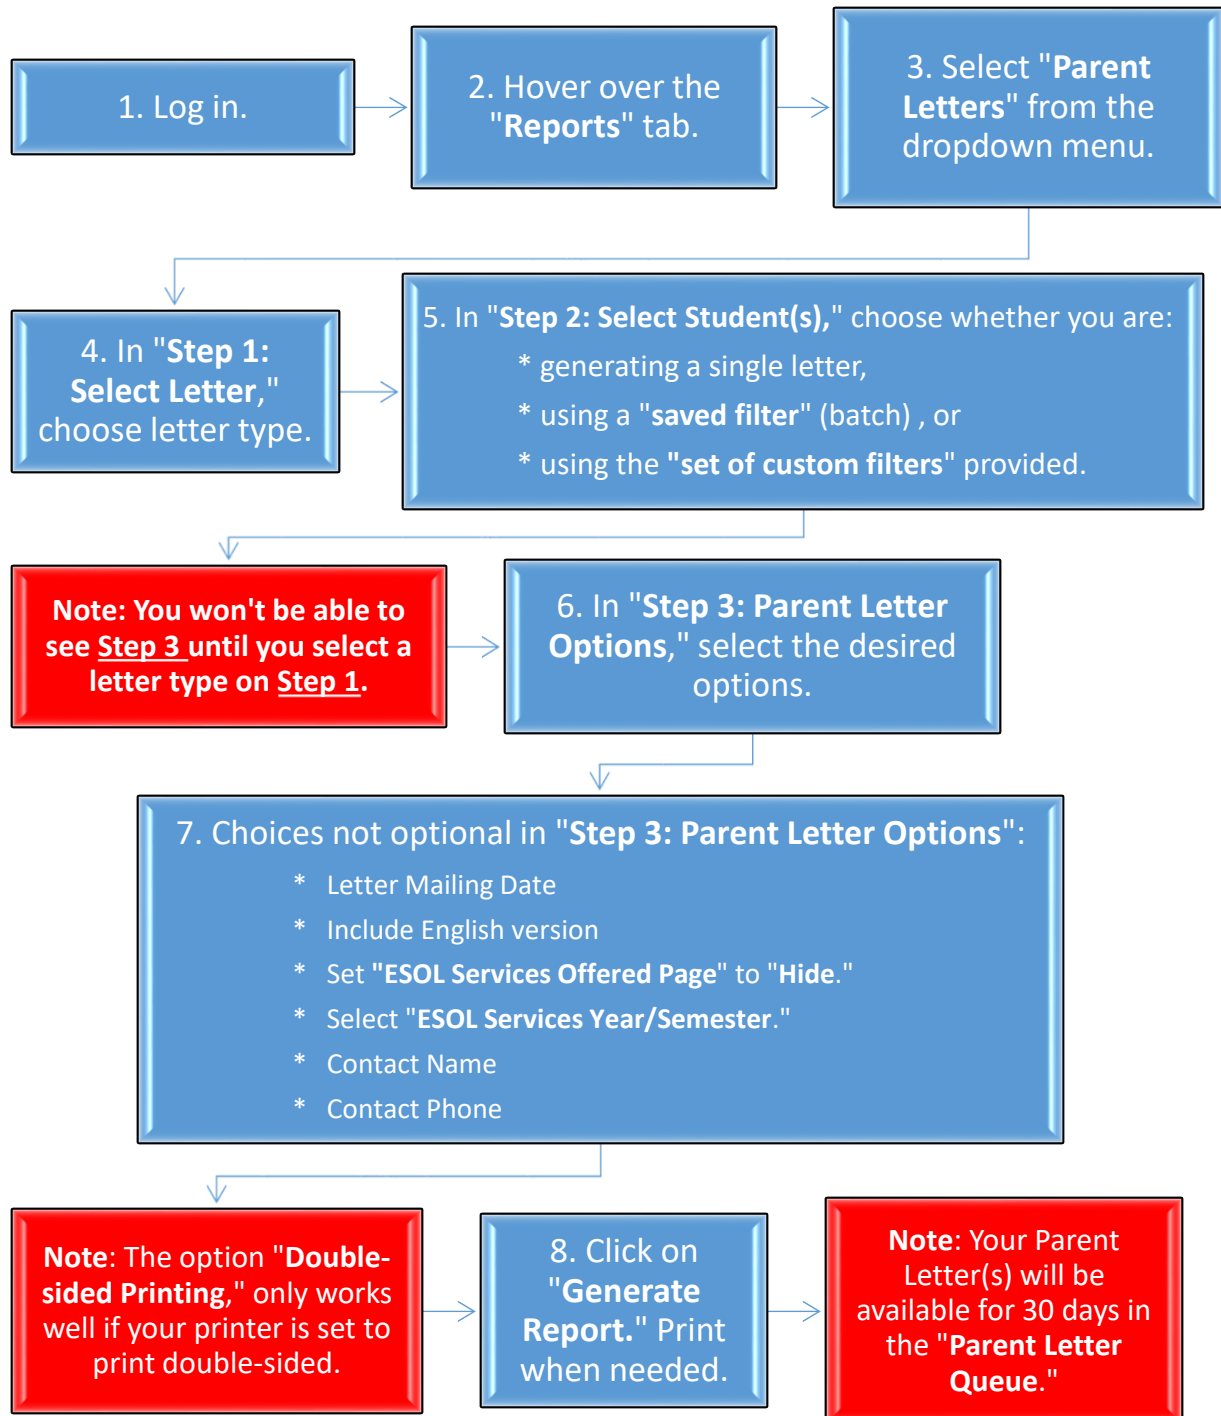 1. Log in.
2. Hover over the
"Reports" tab.
3. Select "Parent
Letters" from the
dropdown menu.
4. In "Step 1:
Select Letter,"
choose letter type.
5. In "Step 2: Select Student(s)," choose whether you are:
* generating a single letter,
* using a "saved filter" (batch) , or
* using the "set of custom filters" provided.
Note: You won't be able to
see Step 3 until you select a
letter type on Step 1.
6. In "Step 3: Parent Letter
Options," select the desired
options.
7. Choices not optional in "Step 3: Parent Letter Options":
* Letter Mailing Date
* Include English version
* Set "ESOL Services Offered Page" to "Hide."
* Select "ESOL Services Year/Semester."
* Contact Name
* Contact Phone
Note: The option "Double-
sided Printing," only works
well if your printer is set to
print double-sided.
8. Click on
"Generate
Report." Print
when needed.
Note: Your Parent
Letter(s) will be
available for 30 days in
the "Parent Letter
Queue."